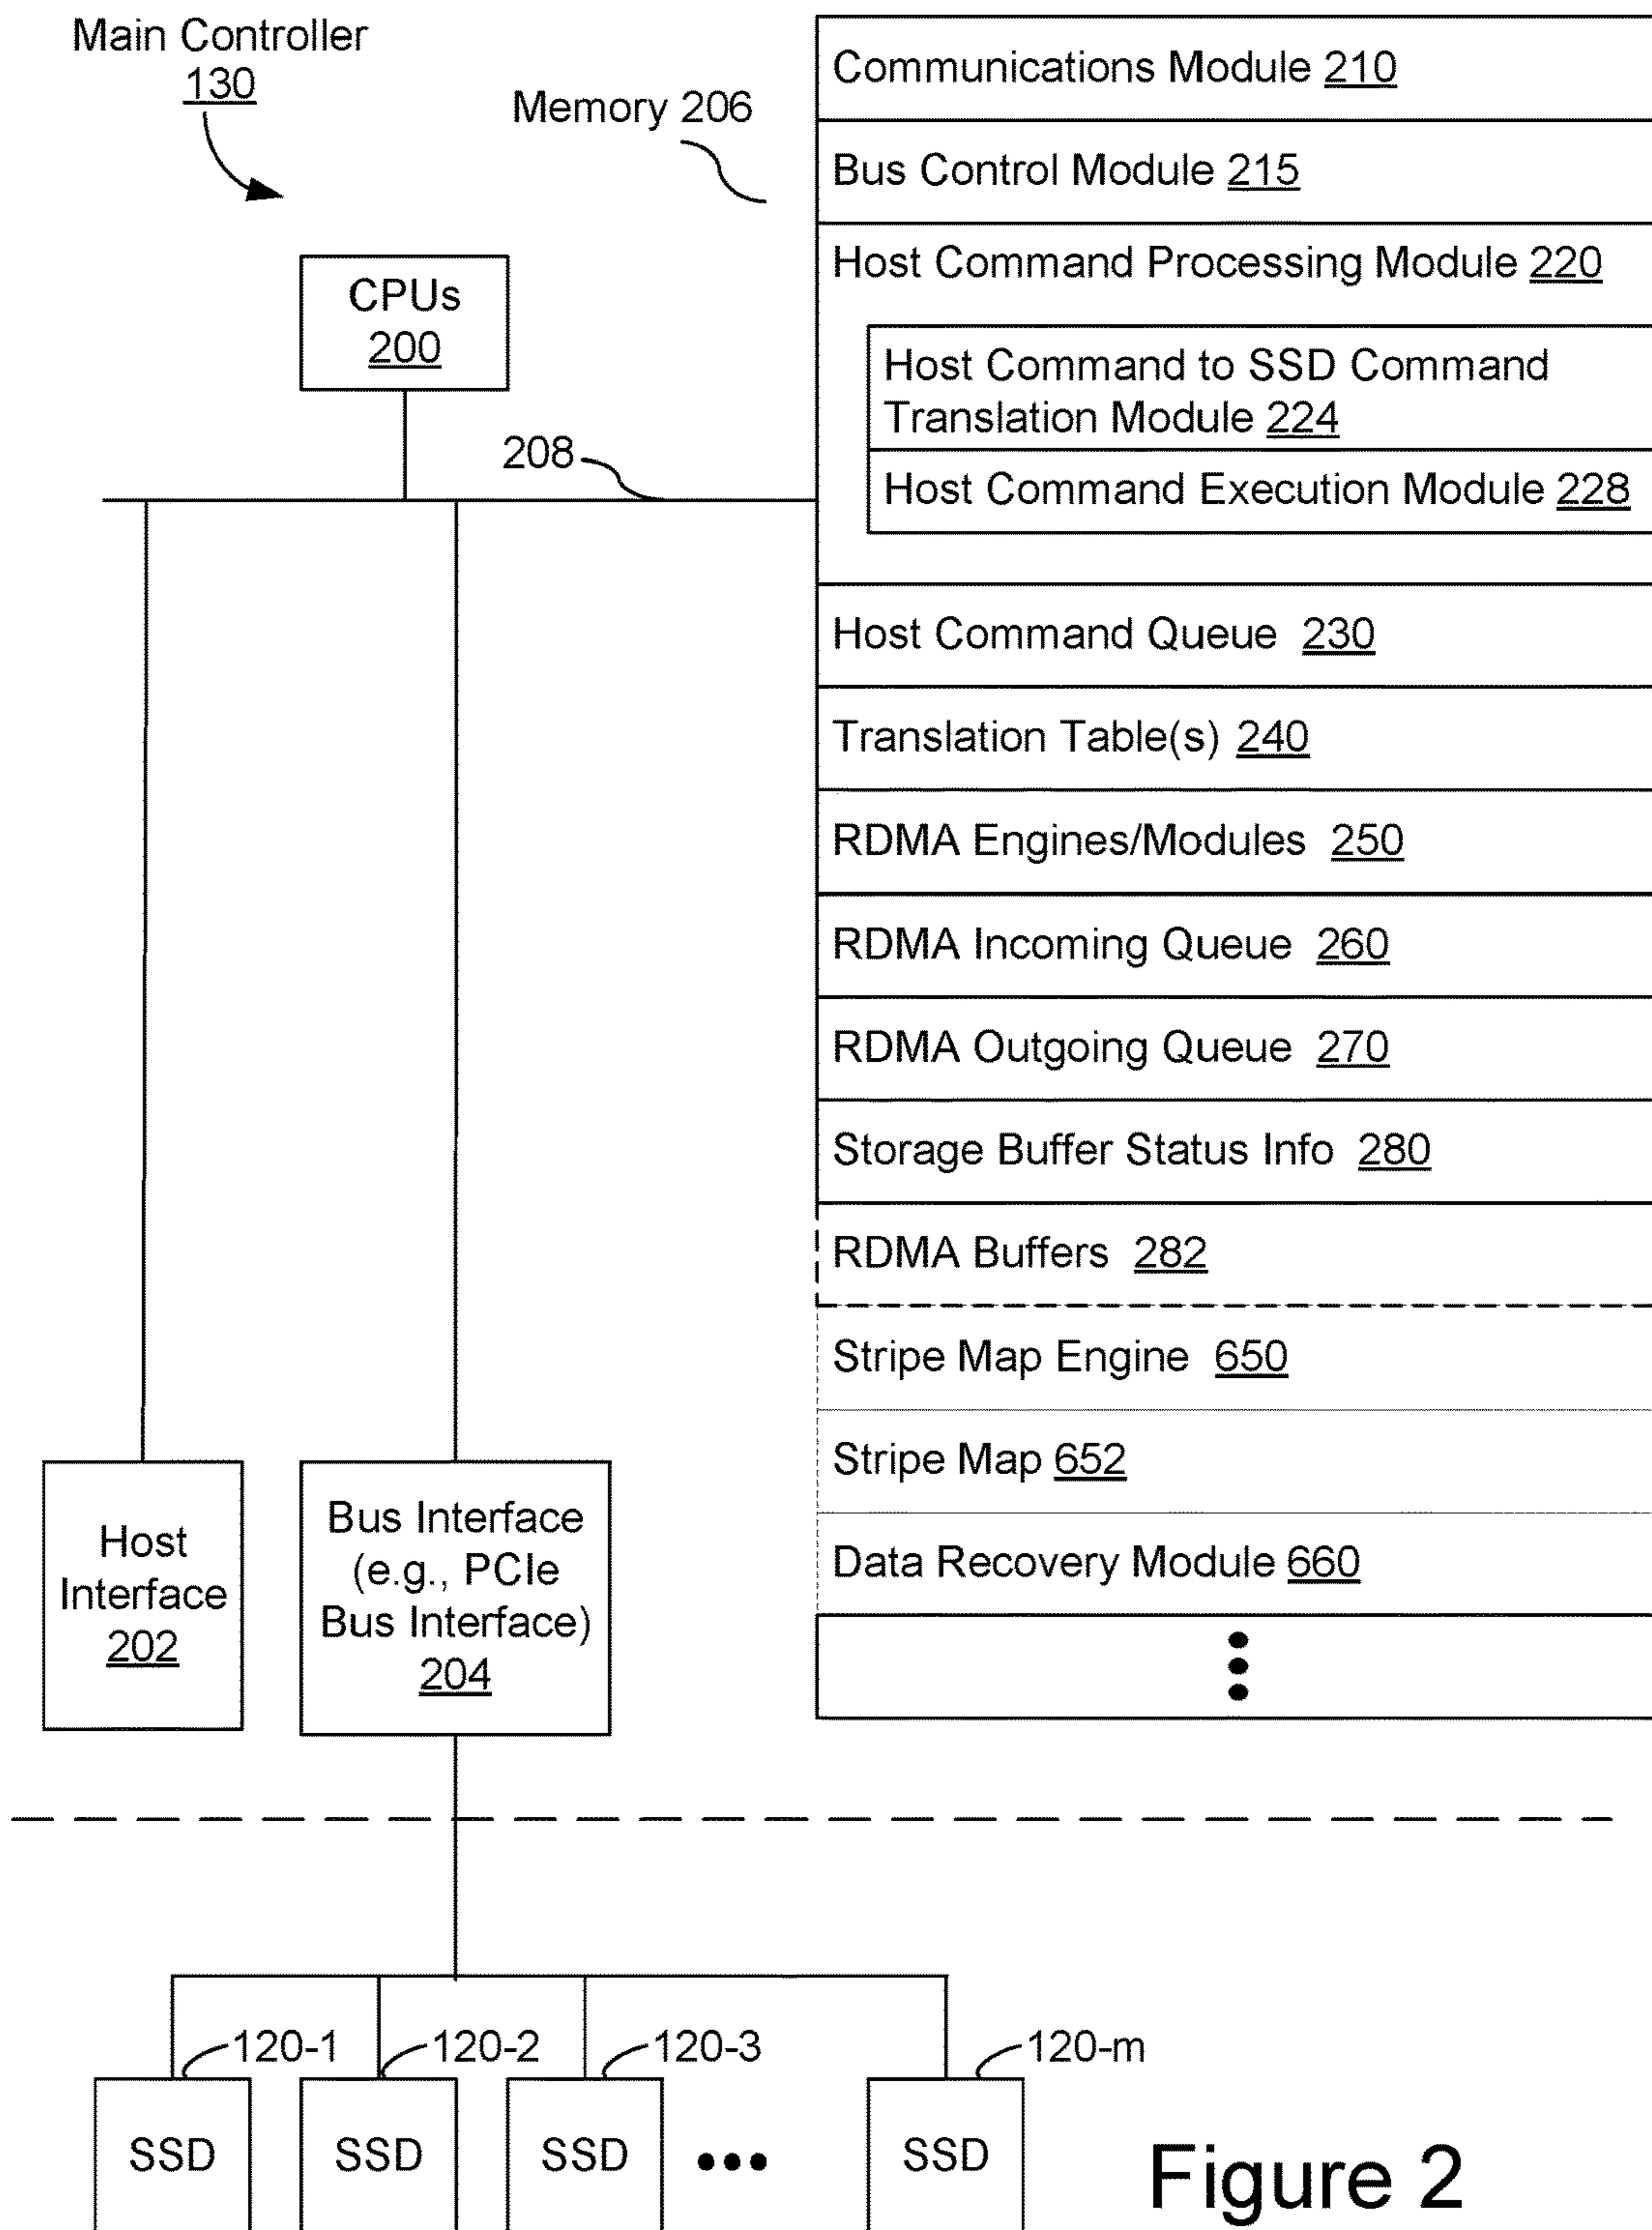 Main Controller
130
Memory 206
CPUs
200
208
Communications Module 210
Bus Control Module 215
Host Command Processing Module 220
Host Command to SSD Command
Translation Module 224
Host Command Execution Module 228
Host Command Queue 230
Translation Table(s) 240
RDMA Engines/Modules 250
RDMA Incoming Queue 260
RDMA Outgoing Queue 270
Storage Buffer Status Info 280
RDMA Buffers 282
Stripe Map Engine 650
Stripe Map 652
Data Recovery Module 660
Host
Interface
202
Bus Interface
(e.g., PCIe
Bus Interface)
204
120-1
120-2
120-3
120-m
SSD
SSD
SSD
SSD
Figure 2